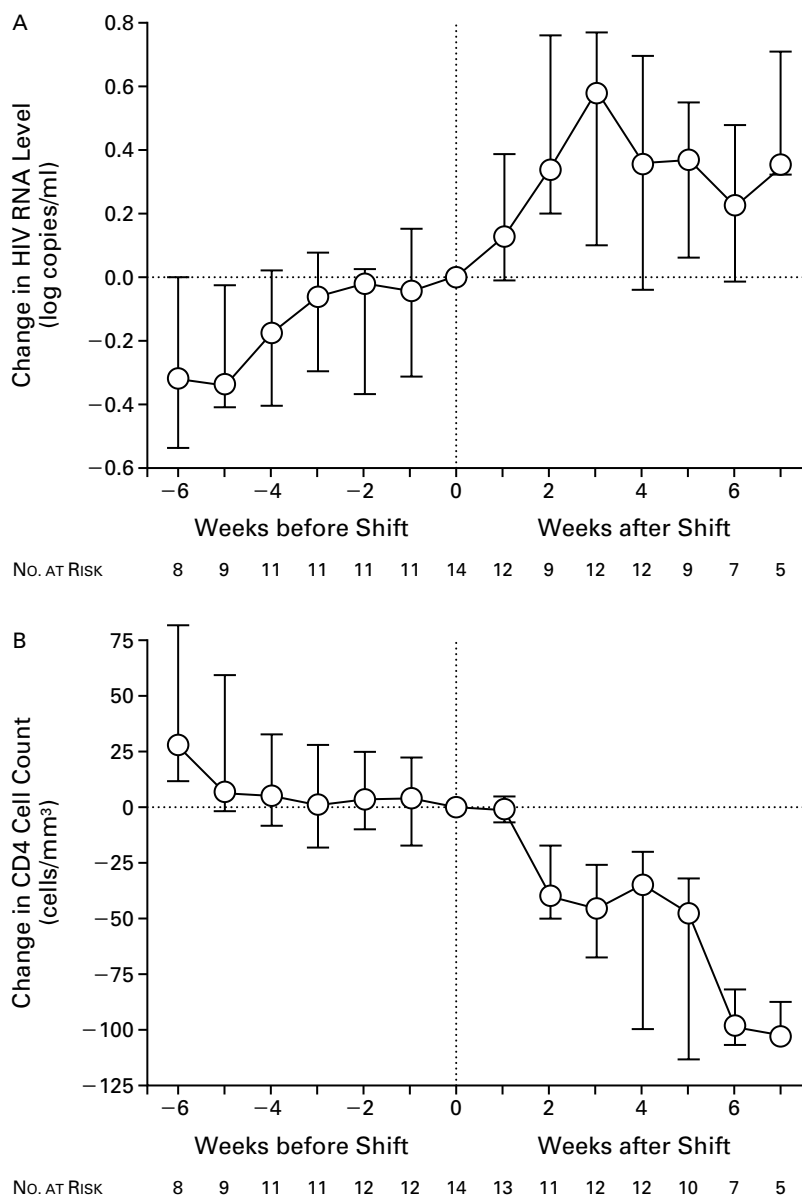 A
Change in HIV RNA Level
(log copies/ml)
0.8
0.6
0.4
0.2
0.0
−0.2
−0.4
−0.6
−6 −4 −2 0 2 4 6
Weeks before Shift Weeks after Shift
NO. AT RISK 8 9 11 11 11 11 14 12 9 12 12 9 7 5
B
Change in CD4 Cell Count
(cells/mm³)
75
50
25
0
−25
−50
−75
−100
−125
−6 −4 −2 0 2 4 6
Weeks before Shift Weeks after Shift
NO. AT RISK 8 9 11 11 12 12 14 13 11 12 12 10 7 5